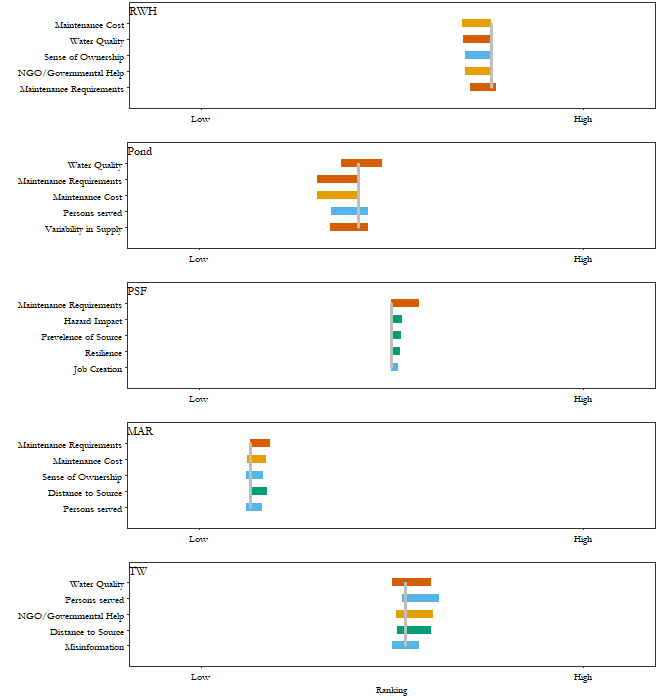 RWH
Maintenance Cost
Water Quality
Sense of Ownership
NGO/Governmental Help
Maintenance Requirements
Low High
Pond
Water Quality
Maintenance Requirements
Maintenance Cost
Persons served
Variability in Supply
Low High
PSF
Maintenance Requirements
Hazard Impact
Prevelence of Source
Resilience
Job Creation
Low High
MAR
Maintenance Requirements
Maintenance Cost
Sense of Ownership
Distance to Source
Persons served
Low High
TW
Water Quality
Persons served
NGO/Governmental Help
Distance to Source
Misinformation
Low High
Ranking